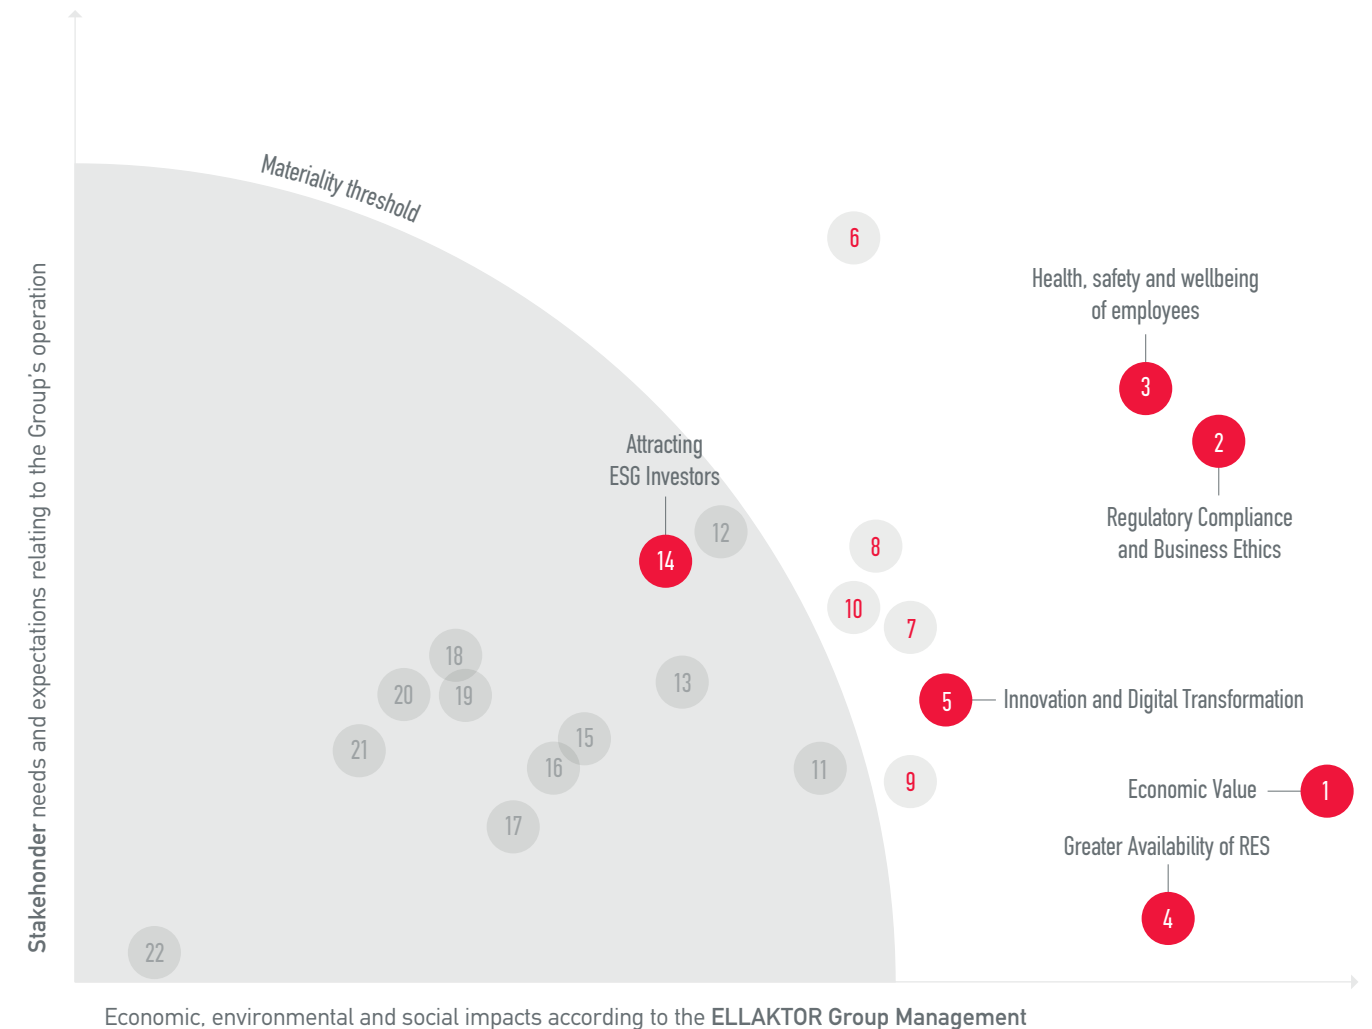 Materiality threshold
6
Health, safety and wellbeing
of employees
3
2
Regulatory Compliance
and Business Ethics
Attracting
ESG Investors
12
14
8
10
7
18
20
19
13
5
Innovation and Digital Transformation
21
15
16
11
9
Economic Value
1
17
Greater Availability of RES
4
22
Stakehonder needs and expectations relating to the Group's operation
Economic, environmental and social impacts according to the ELLAKTOR Group Management